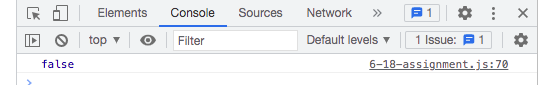 Elements Console Sources Network » 1
top Filter Default levels 1 Issue: 1
false 6-18-assignment.js:70